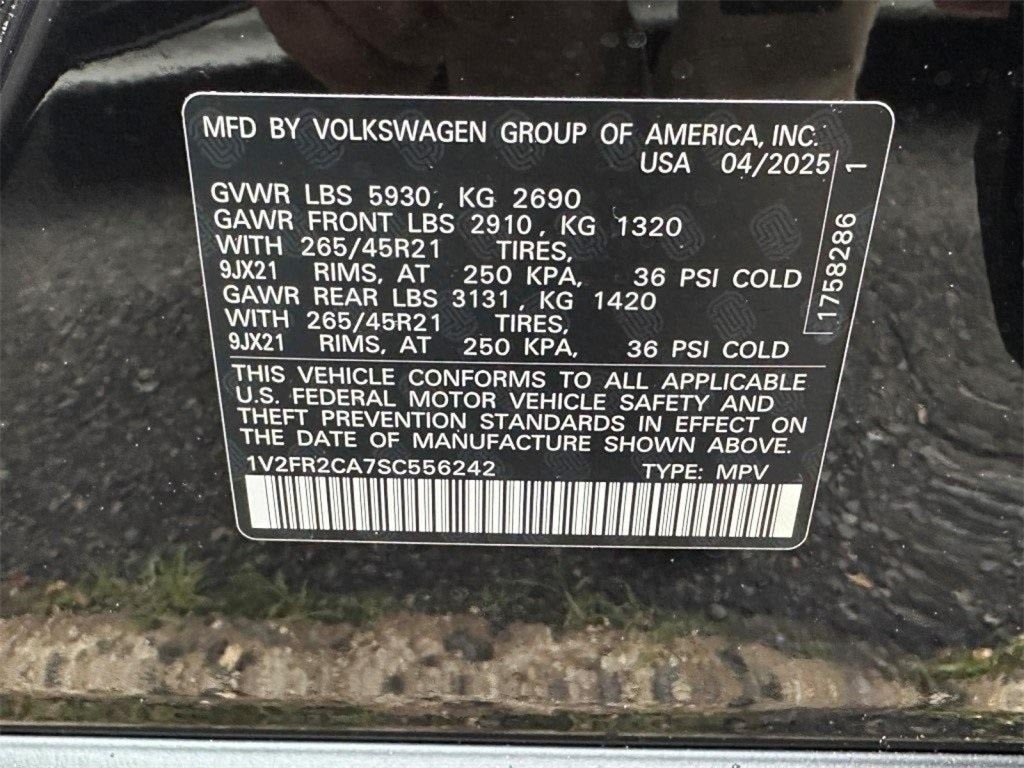 MFD BY VOLKSWAGEN GROUP OF AMERICA, INC.
USA 04/2025
1
1758286
GVWR LBS 5930, KG 2690
GAWR FRONT LBS 2910, KG 1320
WITH 265/45R21 TIRES,
9JX21 RIMS, AT 250 KPA, 36 PSI COLD
GAWR REAR LBS 3131, KG 1420
WITH 265/45R21 TIRES,
9JX21 RIMS, AT 250 KPA, 36 PSI COLD
THIS VEHICLE CONFORMS TO ALL APPLICABLE
U.S. FEDERAL MOTOR VEHICLE SAFETY AND
THEFT PREVENTION STANDARDS IN EFFECT ON
THE DATE OF MANUFACTURE SHOWN ABOVE.
1V2FR2CA7SC556242 TYPE: MPV